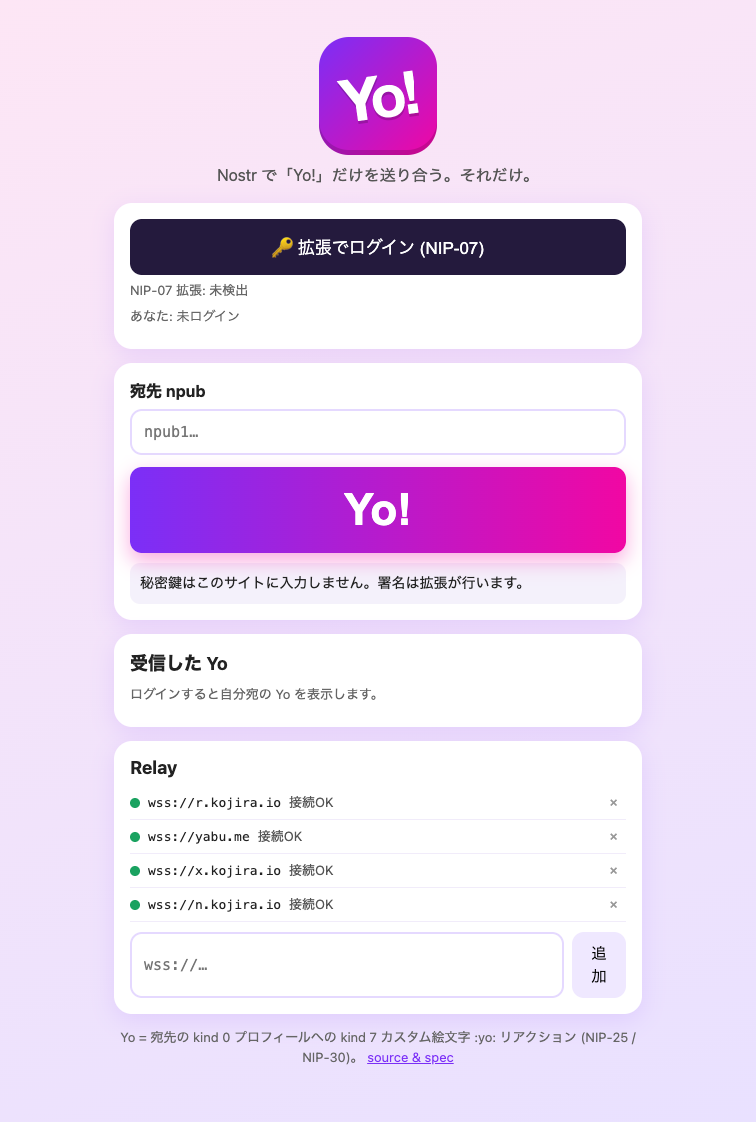 Yo!
Nostr で「Yo!」だけを送り合う。それだけ。
🔑 拡張でログイン (NIP-07)
NIP-07 拡張: 未検出
あなた: 未ログイン
宛先 npub
npub1…
Yo!
秘密鍵はこのサイトに入力しません。署名は拡張が行います。
受信した Yo
ログインすると自分宛の Yo を表示します。
Relay
wss://r.kojira.io 接続OK ×
wss://yabu.me 接続OK ×
wss://x.kojira.io 接続OK ×
wss://n.kojira.io 接続OK ×
wss://…
追
加
Yo = 宛先の kind 0 プロフィールへの kind 7 カスタム絵文字 :yo: リアクション (NIP-25 /
NIP-30)。 source & spec